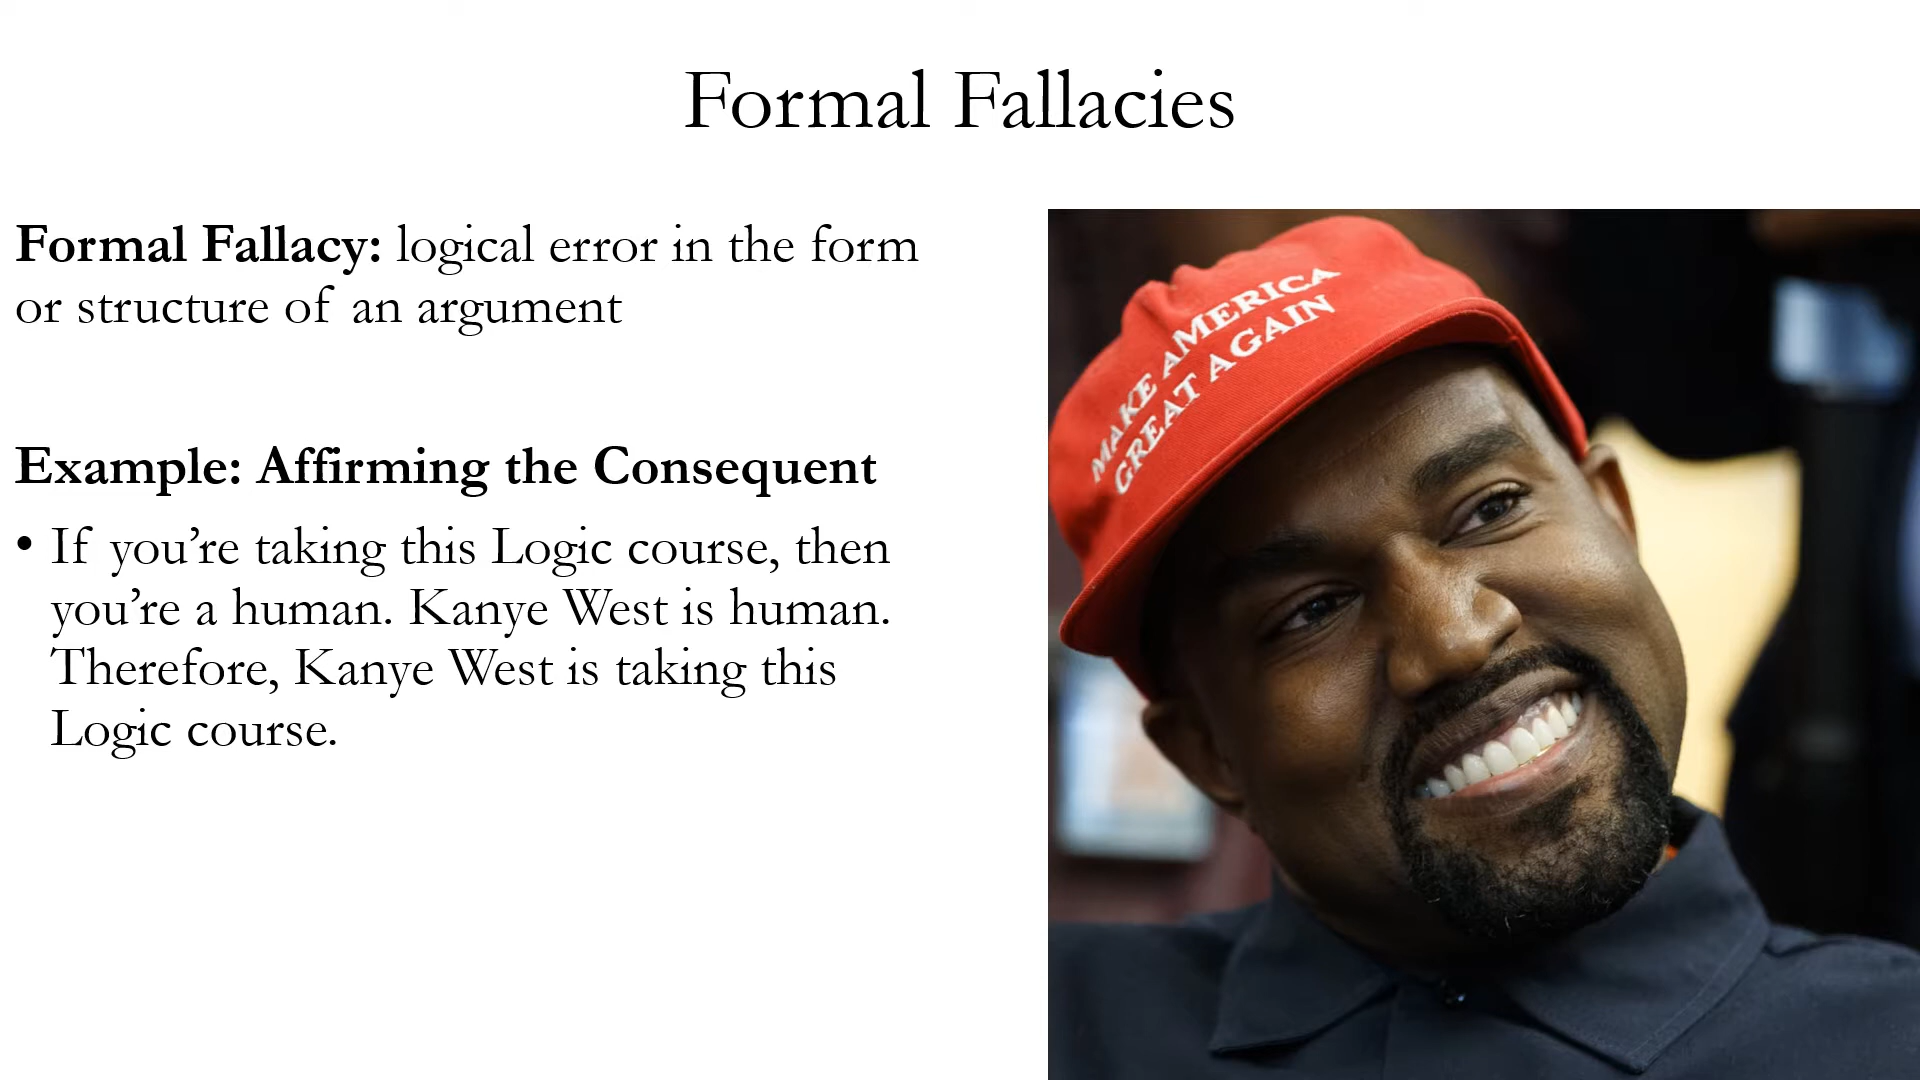 Formal Fallacies
Formal Fallacy: logical error in the form
or structure of an argument
Example: Affirming the Consequent
• If you’re taking this Logic course, then
you’re a human. Kanye West is human.
Therefore, Kanye West is taking this
Logic course.
MAKE AMERICA
GREAT AGAIN